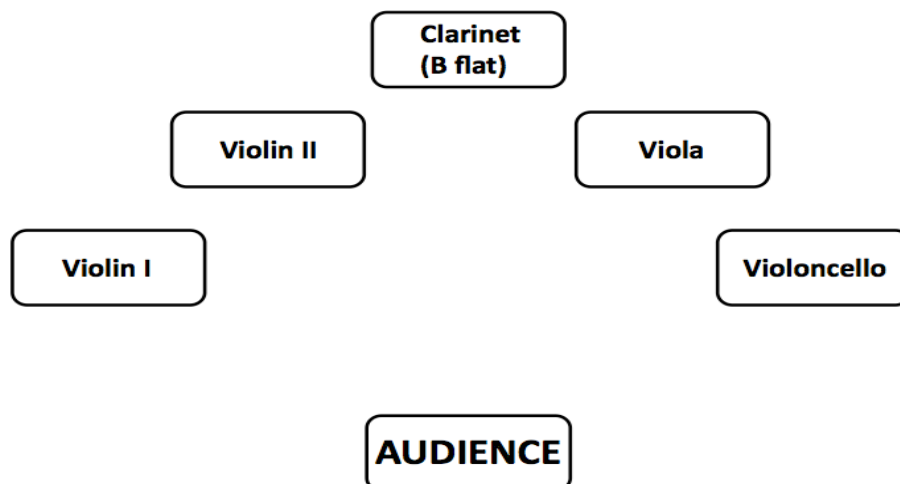 Clarinet
(B flat)
Violin II
Viola
Violin I
Violoncello
AUDIENCE